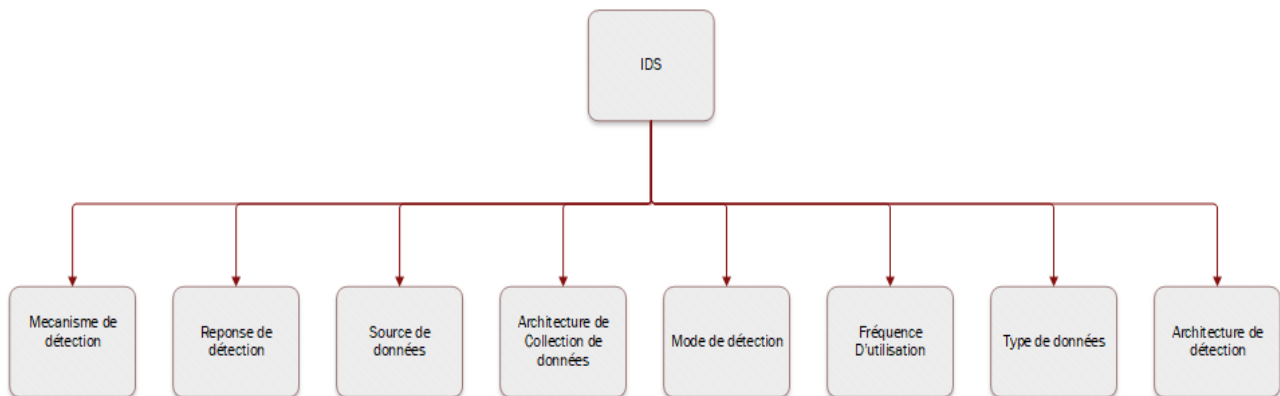 IDS
Mecanisme de
détection
Reponse de
détection
Source de
données
Architecture de
Collection de
données
Mode de détection
Fréquence
D'utilisation
Type de données
Architecture de
détection